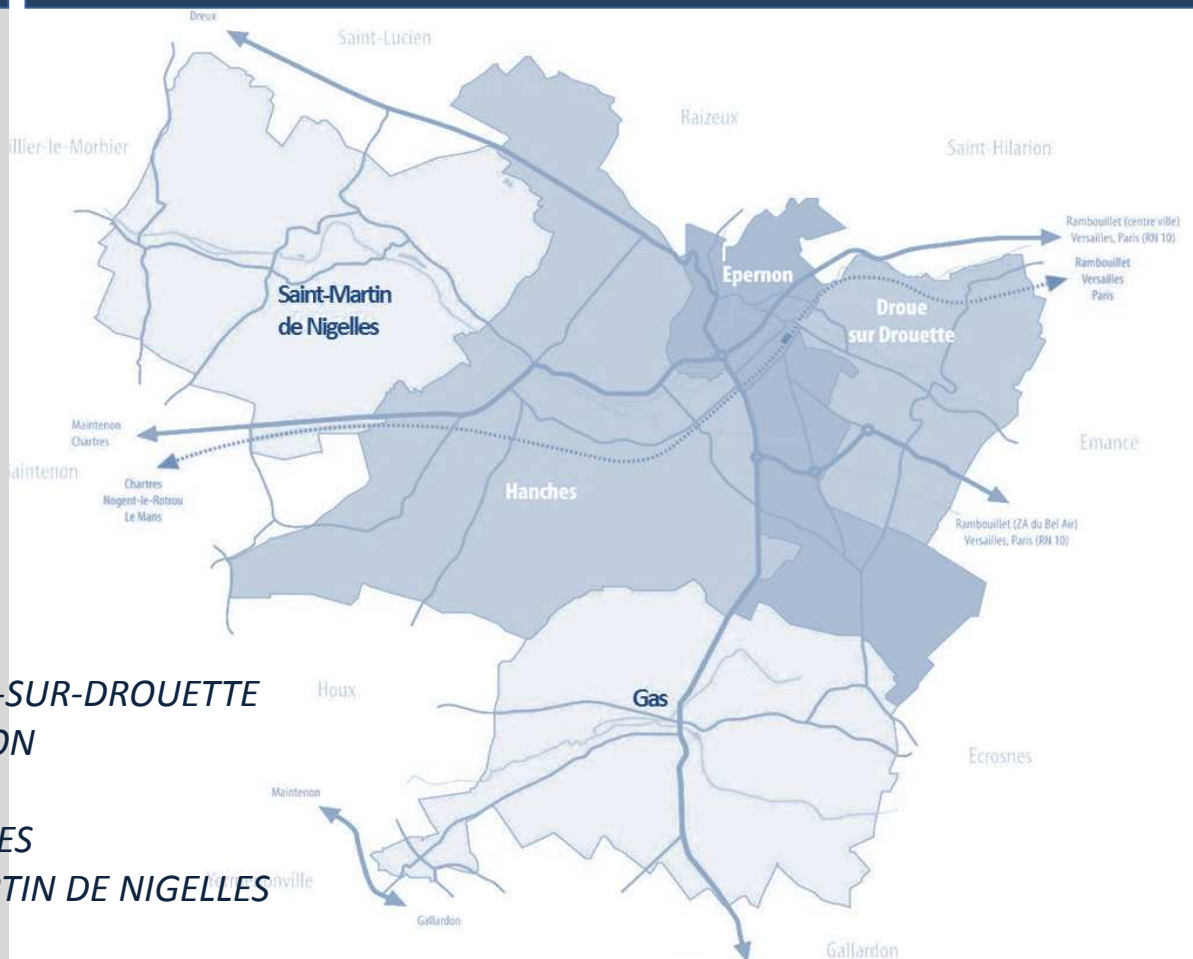 Dreux
Saint-Lucien
Raizeux
illier-le-Morhier
Saint-Hilarion
Rambouillet (centre ville)
Versailles, Paris (RN 10)
Rambouillet
Versailles
Paris
Epernon
Saint-Martin
de Nigelles
Droue
sur Drouette
Maintenon
Chartres
Emancé
aintenon
Chartres
Nogent-le-Rotrou
Le Mans
Hanches
Rambouillet (ZA du Bel Air)
Versailles, Paris (RN 10)
-SUR-DROUETTE
Houx
Gas
ON
Ecrosnes
Maintenon
ES
RTIN DE NIGELLES
Gallardon
Gallardon